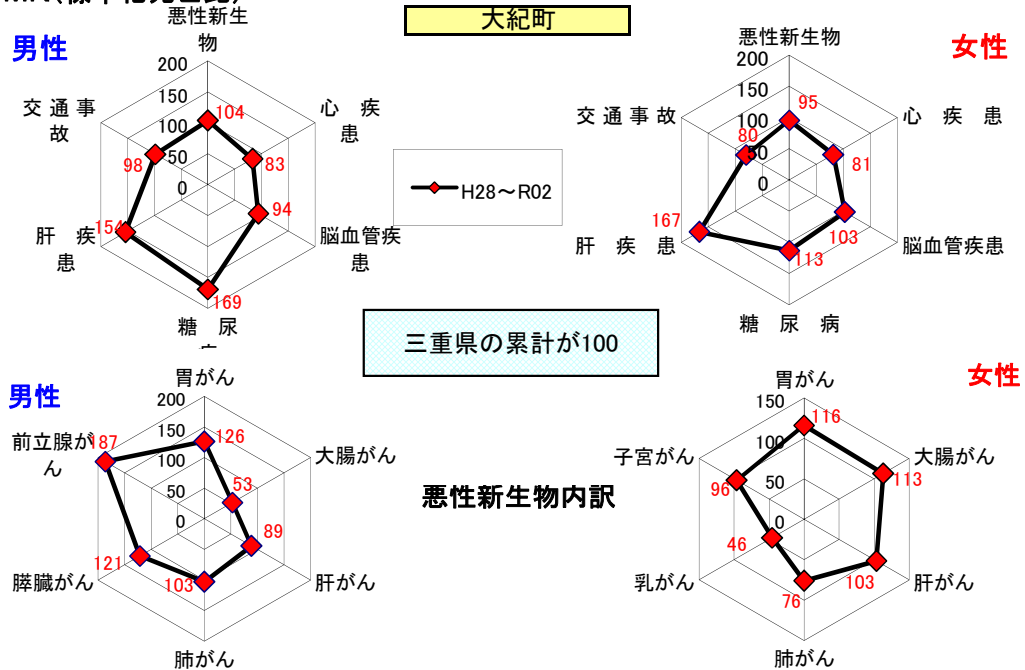 大紀町
男性
悪性新生
物
200
150
100
50
0
104
心 疾
患
83
94
脳血管疾
患
169
糖 尿
肝 疾
患
154
交 通 事
故
98
H28～R02
女性
悪性新生物
200
150
100
50
0
95
心 疾 患
81
103
脳血管疾患
113
糖 尿 病
肝 疾 患
167
交 通 事 故
80
三重県の累計が100
男性
胃がん
200
150
100
50
0
126
大腸がん
53
89
肝がん
103
肺がん
膵臓がん
121
前立腺が
ん
187
悪性新生物内訳
女性
胃がん
150
100
50
0
116
大腸がん
113
103
肝がん
76
肺がん
乳がん
46
子宮がん
96